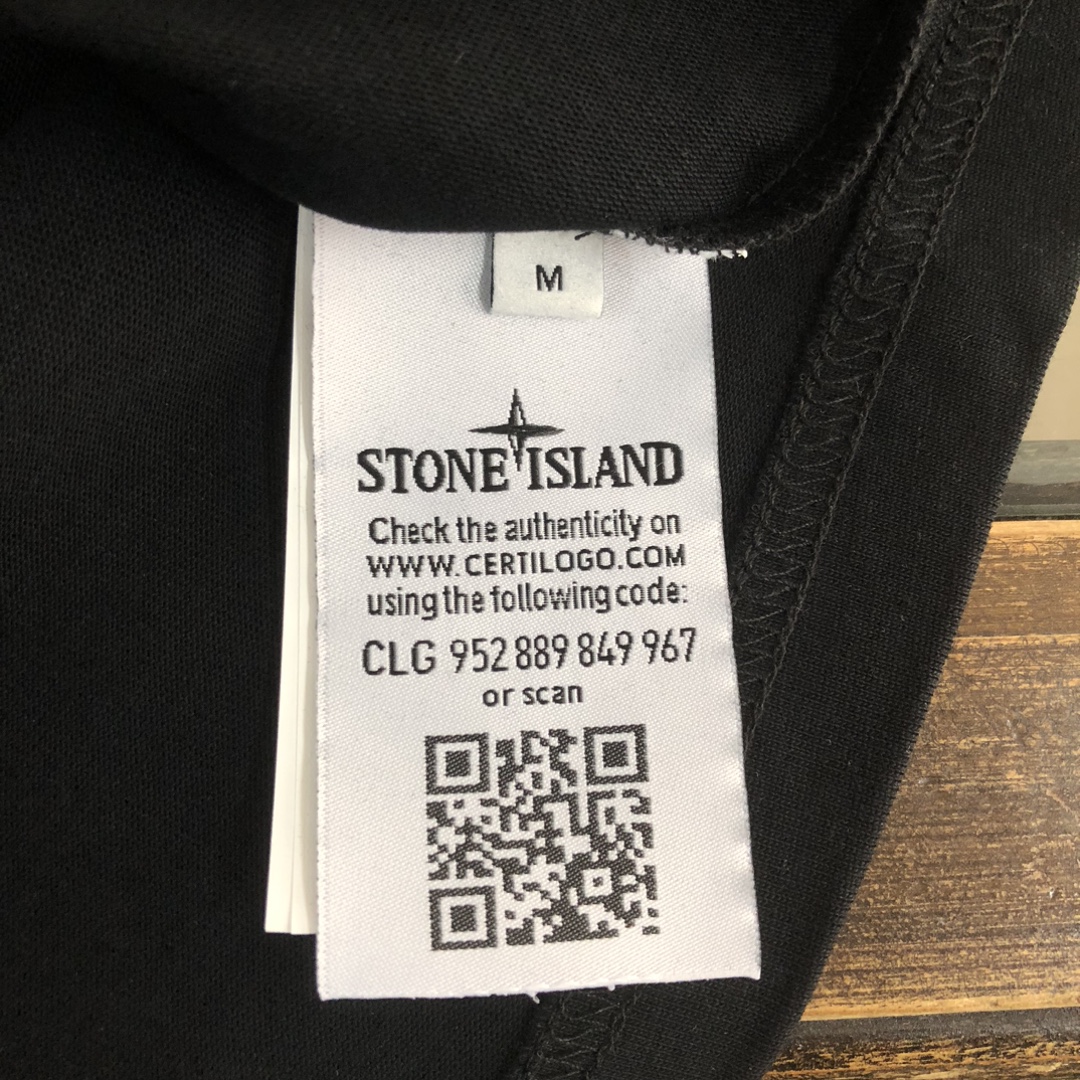 M
STONE ISLAND
Check the authenticity on
WWW.CERTILOGO.COM
using the following code:
CLG 952 889 849 967
or scan